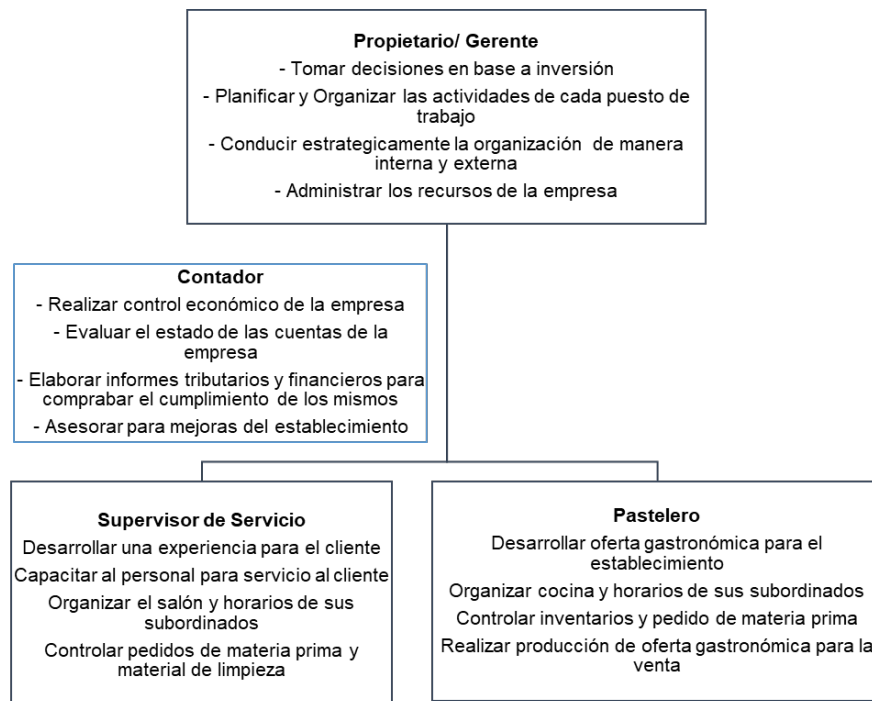 Propietario/ Gerente
- Tomar decisiones en base a inversión
- Planificar y Organizar las actividades de cada puesto de
trabajo
- Conducir estrategicamente la organización de manera
interna y externa
- Administrar los recursos de la empresa
Contador
- Realizar control económico de la empresa
- Evaluar el estado de las cuentas de la
empresa
- Elaborar informes tributarios y financieros para
comprabar el cumplimiento de los mismos
- Asesorar para mejoras del establecimiento
Supervisor de Servicio
Desarrollar una experiencia para el cliente
Capacitar al personal para servicio al cliente
Organizar el salón y horarios de sus
subordinados
Controlar pedidos de materia prima y
material de limpieza
Pastelero
Desarrollar oferta gastronómica para el
establecimiento
Organizar cocina y horarios de sus subordinados
Controlar inventarios y pedido de materia prima
Realizar producción de oferta gastronómica para la
venta